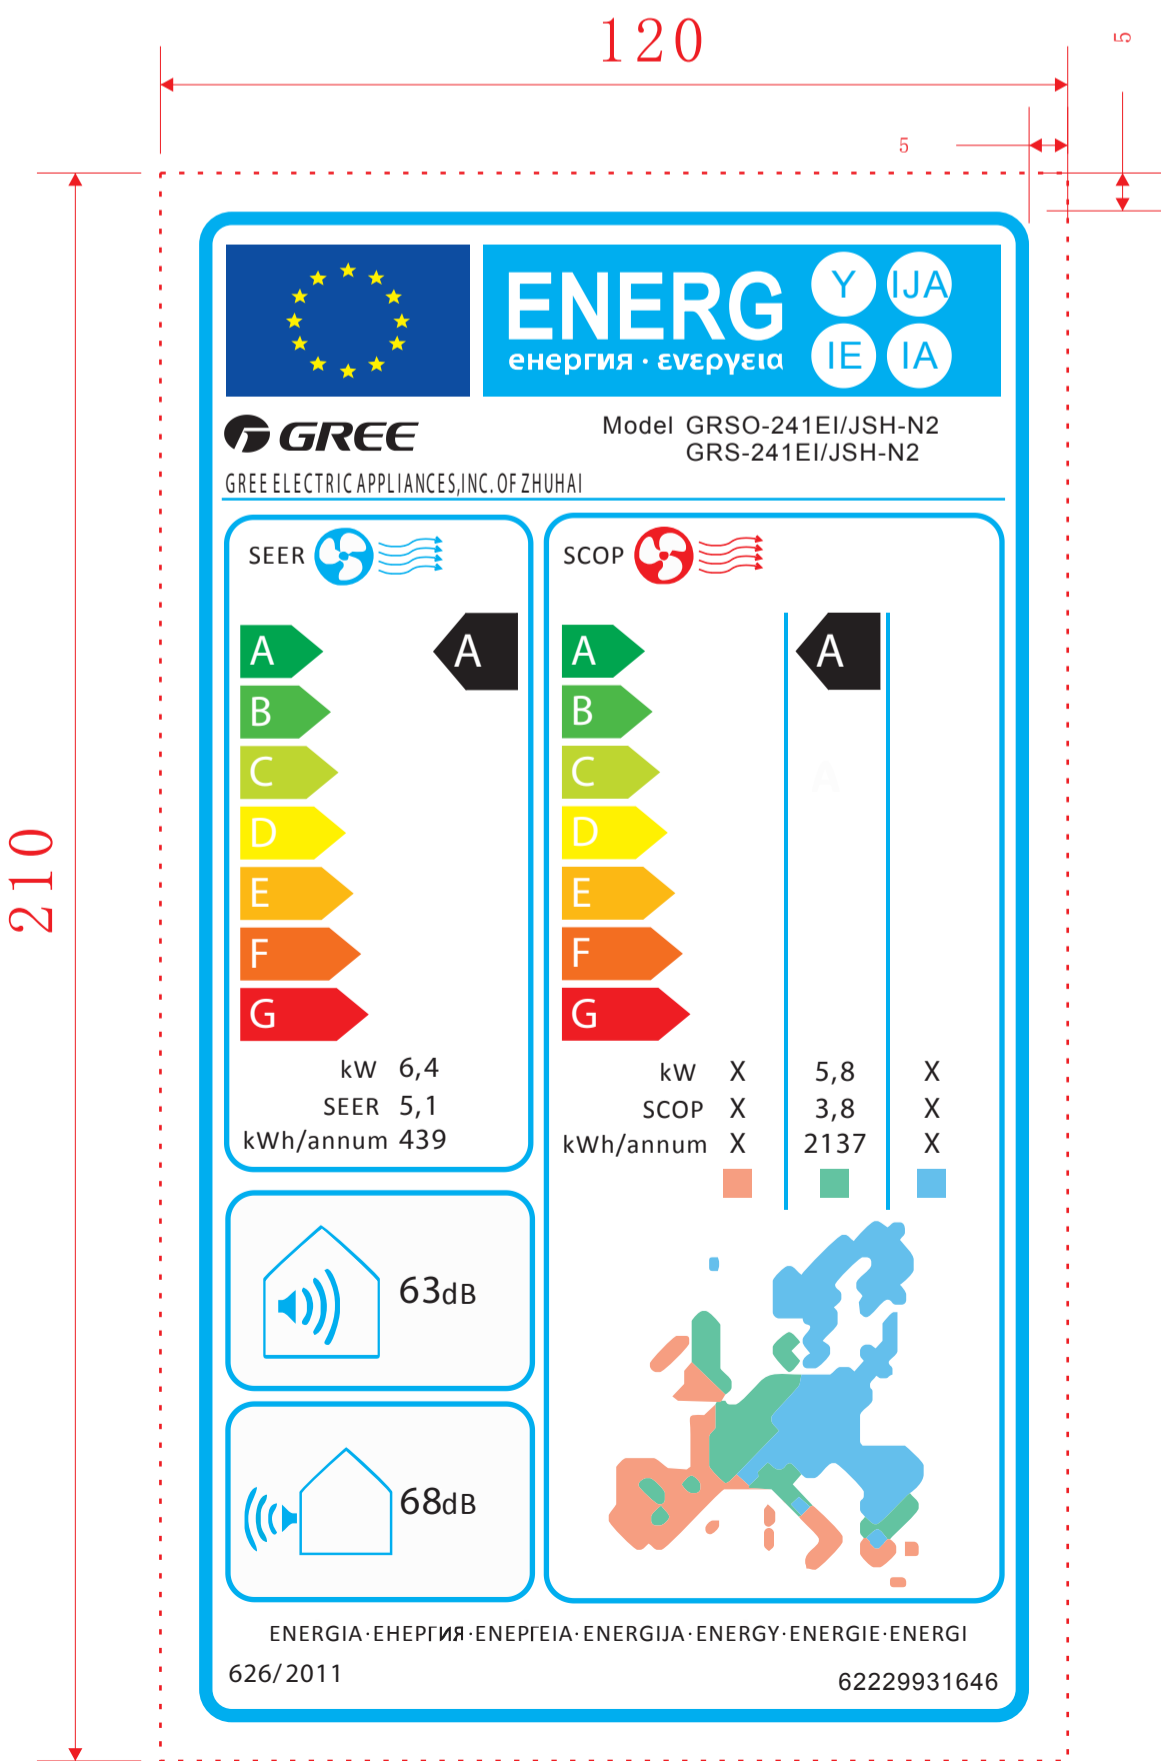 120
5
5
210
ENERG
енергия · ενεργεια
Y IJA
IE IA
GREE
Model GRSO-241EI/JSH-N2
GRS-241EI/JSH-N2
GREE ELECTRIC APPLIANCES,INC. OF ZHUHAI
SEER
A
A
B
C
D
E
F
G
kW 6,4
SEER 5,1
kWh/annum 439
SCOP
A
A
B
C
A
D
E
F
G
kW X 5,8 X
SCOP X 3,8 X
kWh/annum X 2137 X
63dB
68dB
ENERGIA·ЕНЕРГИЯ·ΕΝΕΡΓΕΙΑ·ENERGIJA·ENERGY·ENERGIE·ENERGI
626/2011
62229931646